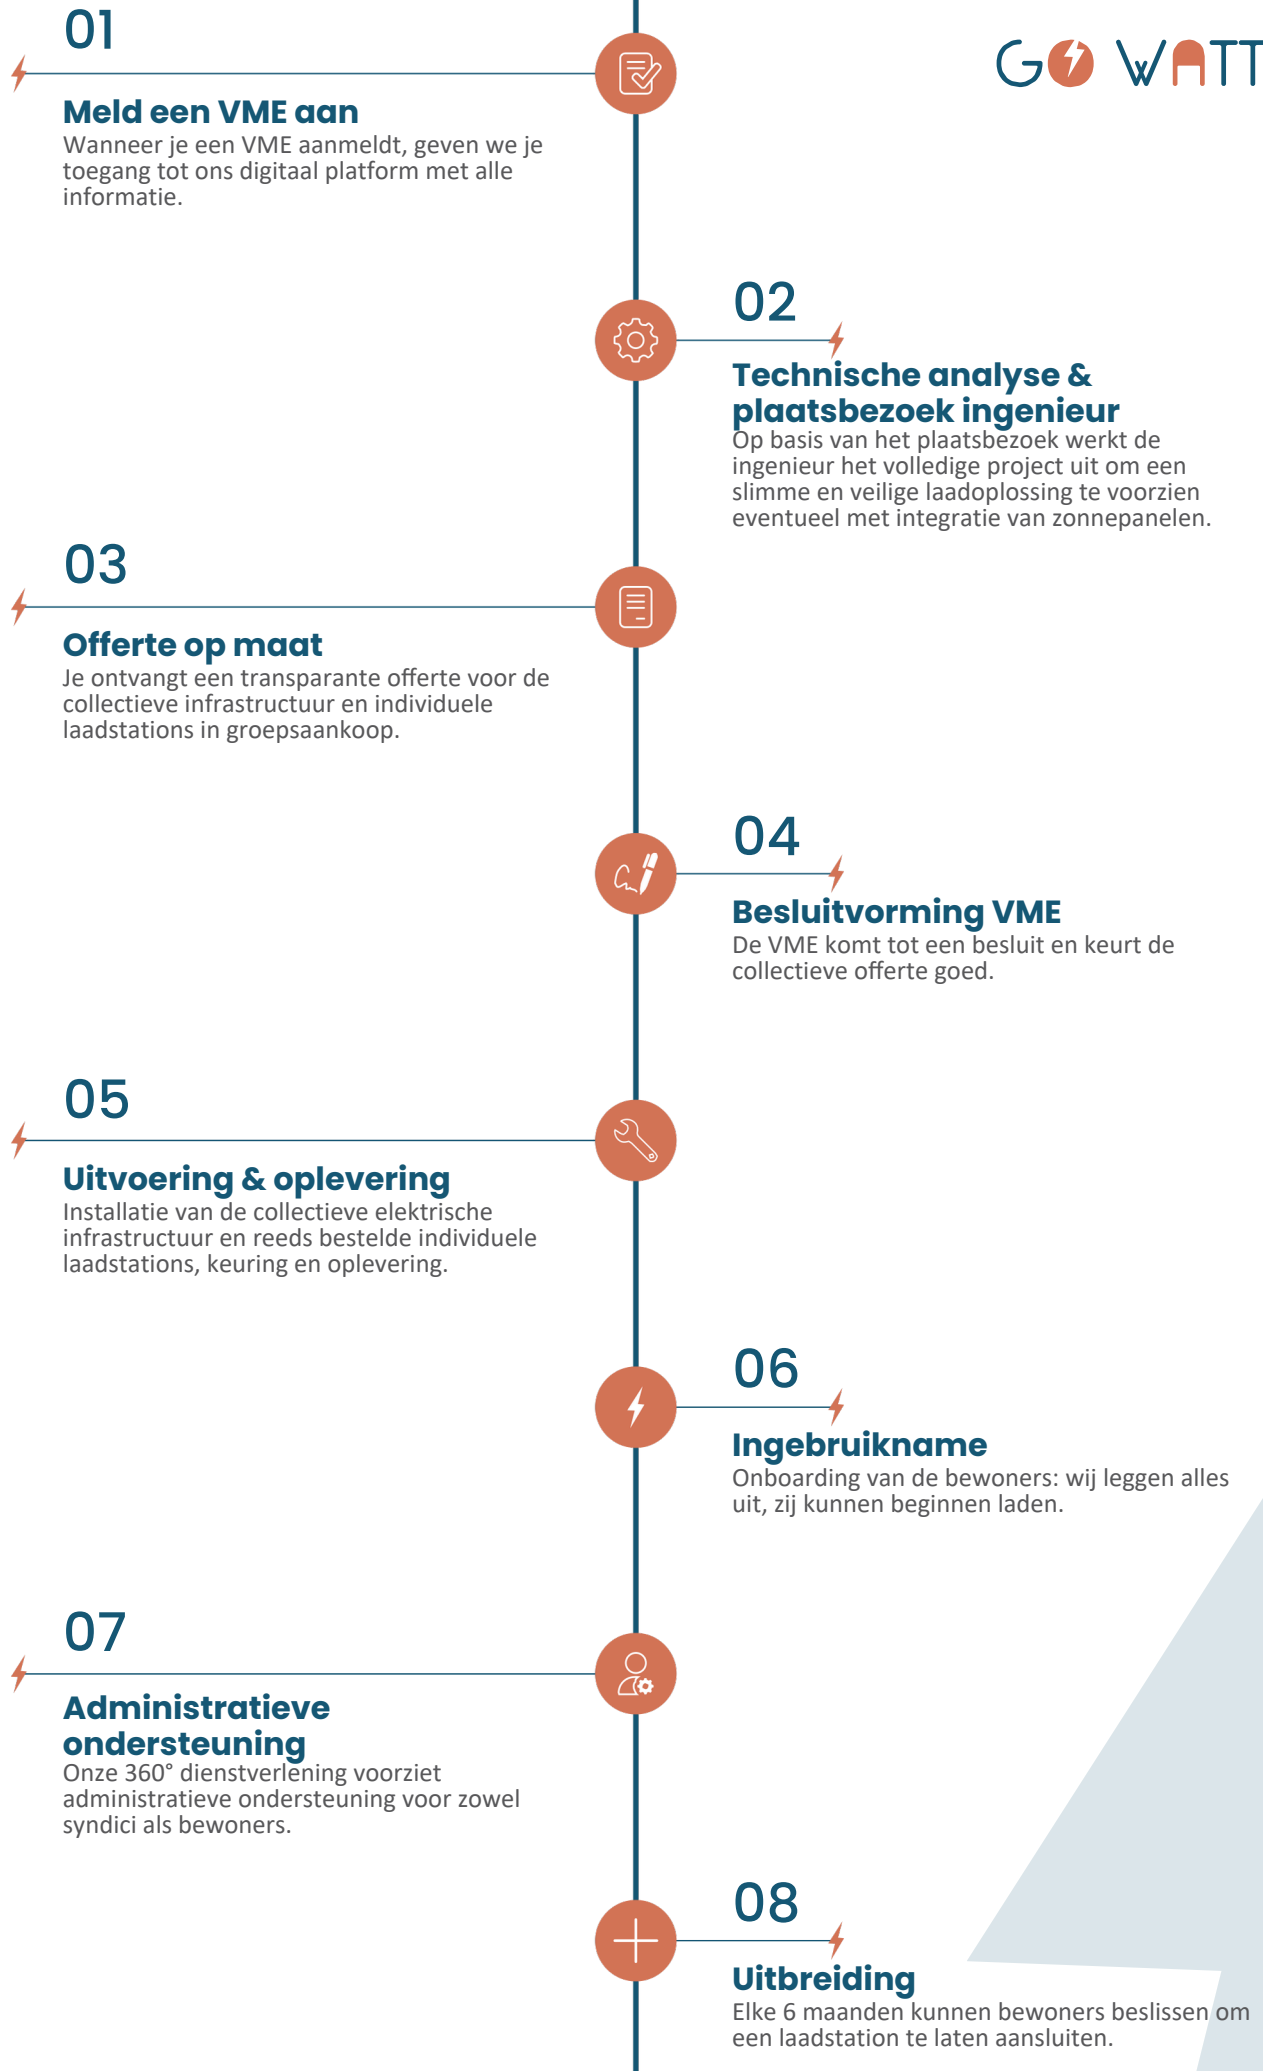 01
GO WATT
Meld een VME aan
Wanneer je een VME aanmeldt, geven we je
toegang tot ons digitaal platform met alle
informatie.
02
Technische analyse &
plaatsbezoek ingenieur
Op basis van het plaatsbezoek werkt de
ingenieur het volledige project uit om een
slimme en veilige laadoplossing te voorzien
eventueel met integratie van zonnepanelen.
03
Offerte op maat
Je ontvangt een transparante offerte voor de
collectieve infrastructuur en individuele
laadstations in groepsaankoop.
04
Besluitvorming VME
De VME komt tot een besluit en keurt de
collectieve offerte goed.
05
Uitvoering & oplevering
Installatie van de collectieve elektrische
infrastructuur en reeds bestelde individuele
laadstations, keuring en oplevering.
06
Ingebruikname
Onboarding van de bewoners: wij leggen alles
uit, zij kunnen beginnen laden.
07
Administratieve
ondersteuning
Onze 360° dienstverlening voorziet
administratieve ondersteuning voor zowel
syndici als bewoners.
08
Uitbreiding
Elke 6 maanden kunnen bewoners beslissen om
een laadstation te laten aansluiten.